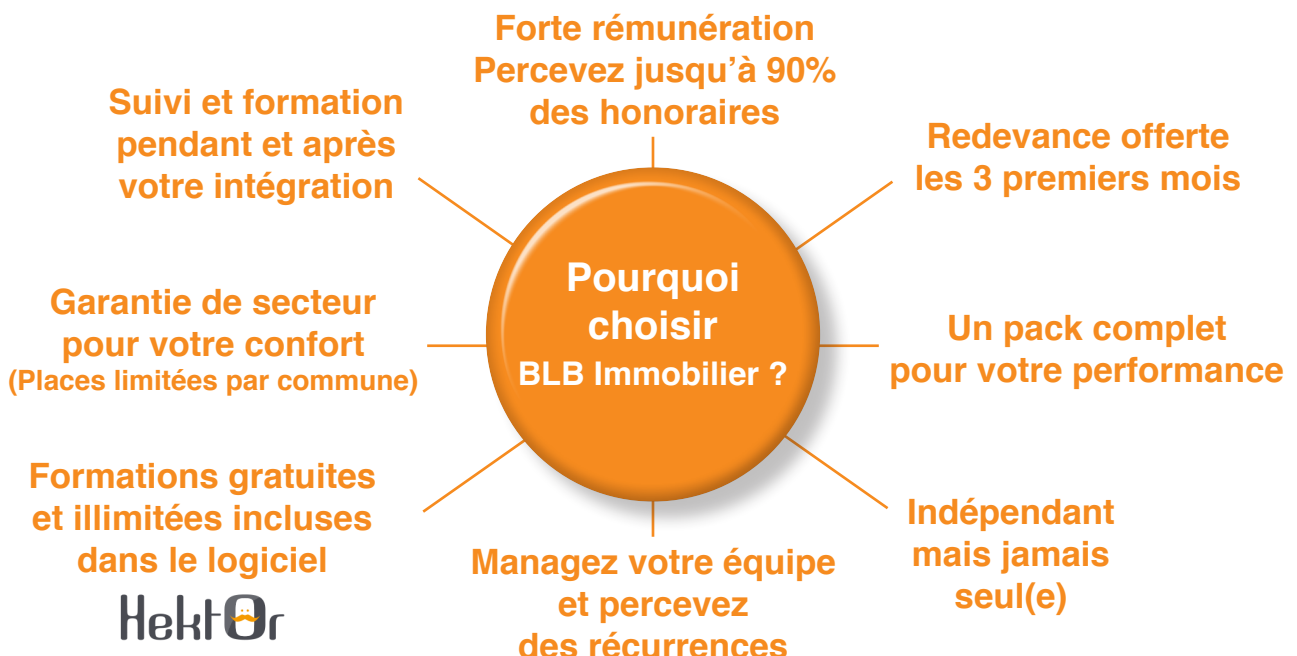 Forte rémunération
Percevez jusqu’à 90%
des honoraires
Suivi et formation
pendant et après
votre intégration
Redevance offerte
les 3 premiers mois
Pourquoi
choisir
BLB Immobilier ?
Garantie de secteur
pour votre confort
(Places limitées par commune)
Un pack complet
pour votre performance
Formations gratuites
et illimitées incluses
dans le logiciel
HektOr
Managez votre équipe
et percevez
des récurrences
Indépendant
mais jamais
seul(e)